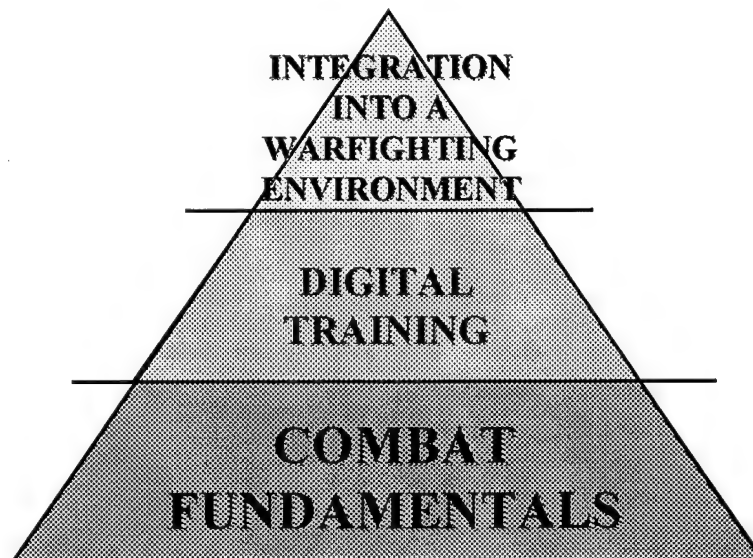 INTEGRATION
INTO A
WARFIGHTING
ENVIRONMENT
DIGITAL
TRAINING
COMBAT
FUNDAMENTALS